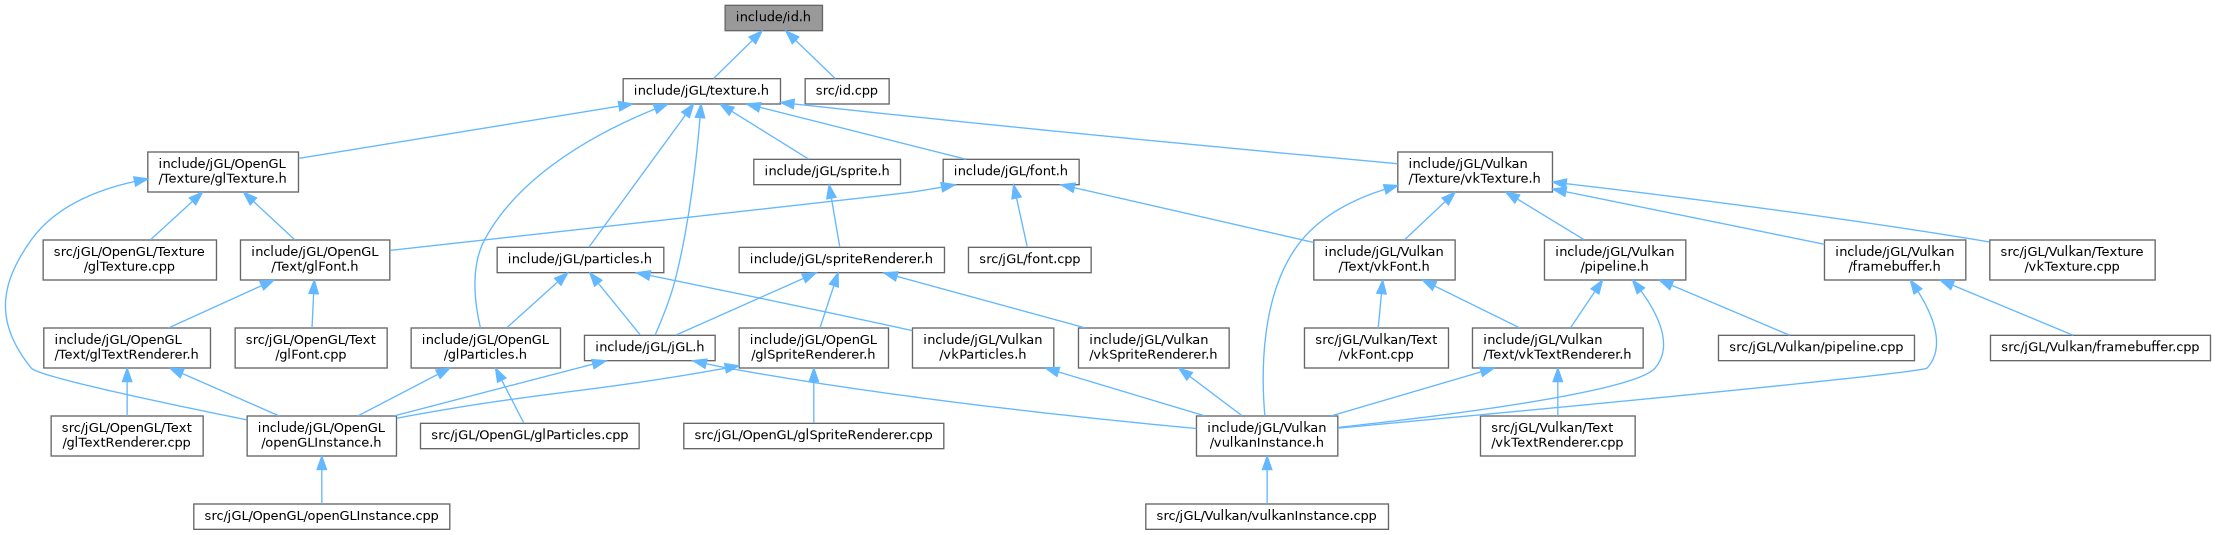 include/id.h
include/jGL/texture.h
src/id.cpp
include/jGL/OpenGL
/Texture/glTexture.h
include/jGL/sprite.h
include/jGL/font.h
include/jGL/Vulkan
/Texture/vkTexture.h
src/jGL/OpenGL/Texture
/glTexture.cpp
include/jGL/OpenGL
/Text/glFont.h
include/jGL/particles.h
include/jGL/spriteRenderer.h
src/jGL/font.cpp
include/jGL/Vulkan
/Text/vkFont.h
include/jGL/Vulkan
/pipeline.h
include/jGL/Vulkan
/framebuffer.h
src/jGL/Vulkan/Texture
/vkTexture.cpp
include/jGL/OpenGL
/Text/glTextRenderer.h
src/jGL/OpenGL/Text
/glFont.cpp
include/jGL/OpenGL
/glParticles.h
include/jGL/jGL.h
include/jGL/OpenGL
/glSpriteRenderer.h
include/jGL/Vulkan
/vkParticles.h
include/jGL/Vulkan
/vkSpriteRenderer.h
src/jGL/Vulkan/Text
/vkFont.cpp
include/jGL/Vulkan
/Text/vkTextRenderer.h
src/jGL/Vulkan/pipeline.cpp
src/jGL/Vulkan/framebuffer.cpp
src/jGL/OpenGL/Text
/glTextRenderer.cpp
include/jGL/OpenGL
/openGLInstance.h
src/jGL/OpenGL/glParticles.cpp
src/jGL/OpenGL/glSpriteRenderer.cpp
include/jGL/Vulkan
/vulkanInstance.h
src/jGL/Vulkan/Text
/vkTextRenderer.cpp
src/jGL/OpenGL/openGLInstance.cpp
src/jGL/Vulkan/vulkanInstance.cpp